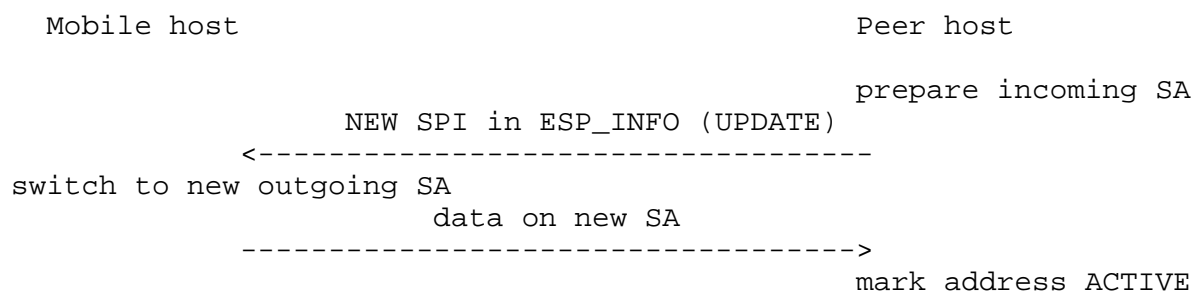 Mobile host Peer host
prepare incoming SA
NEW SPI in ESP_INFO (UPDATE)
<-----------------------------------
switch to new outgoing SA
data on new SA
----------------------------------->
mark address ACTIVE